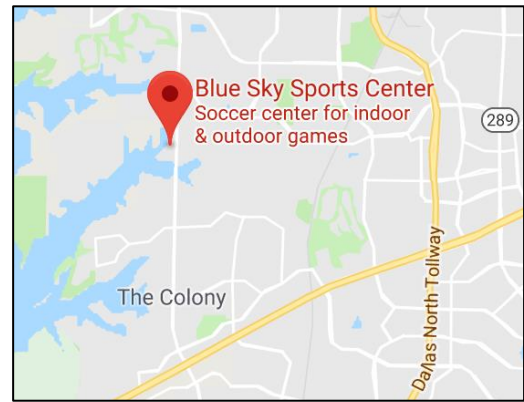 Blue Sky Sports Center
Soccer center for indoor
& outdoor games
289
Dallas North Tollway
The Colony